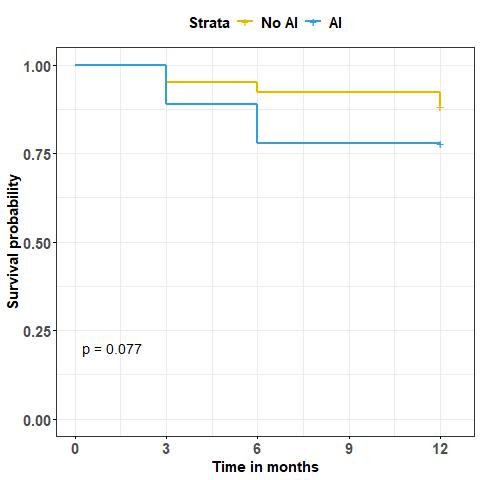 Strata No AI AI
Survival probability
1.00
0.75
0.50
0.25
0.00
p = 0.077
0 3 6 9 12
Time in months